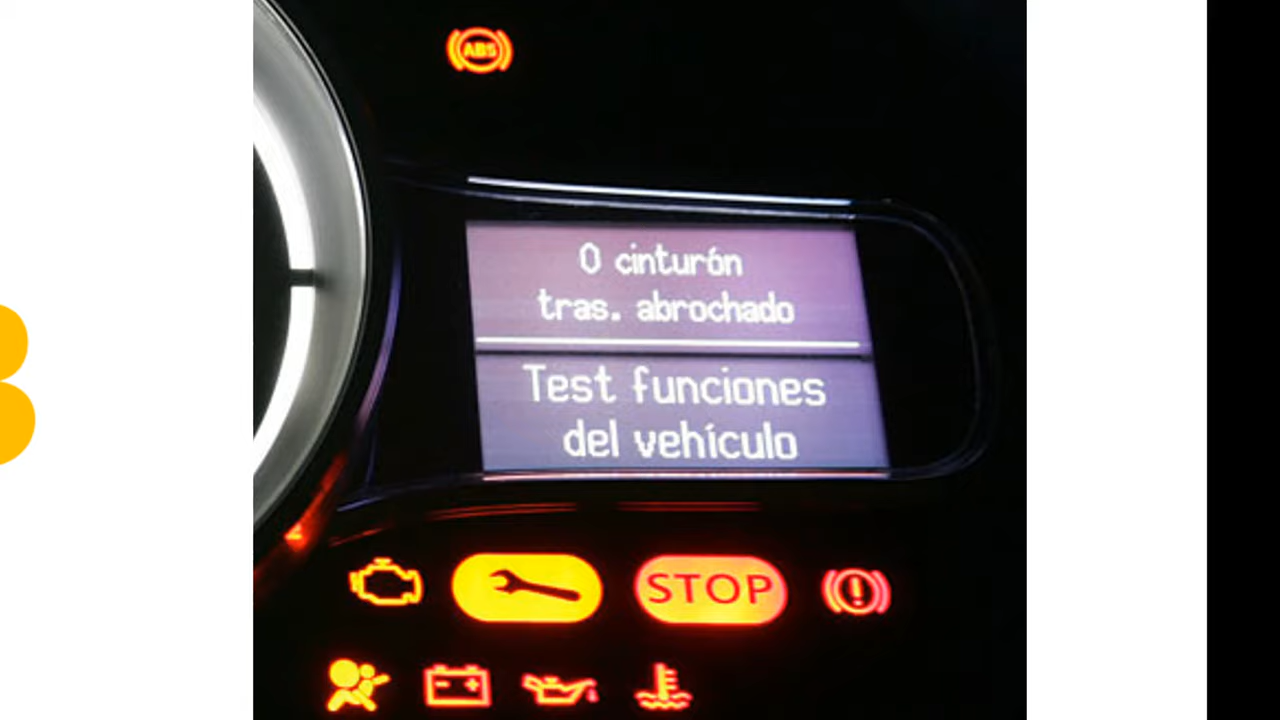 ABS
0 cinturón
tras. abrochado
Test funciones
del vehículo
STOP